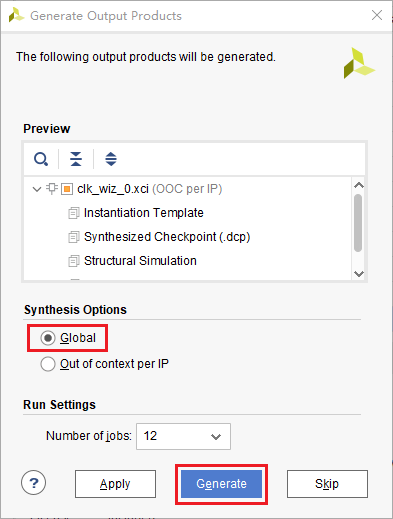 Generate Output Products
The following output products will be generated.
Preview
clk_wiz_0.xci (OOC per IP)
Instantiation Template
Synthesized Checkpoint (.dcp)
Structural Simulation
Synthesis Options
Global
Out of context per IP
Run Settings
Number of jobs: 12
? Apply Generate Skip